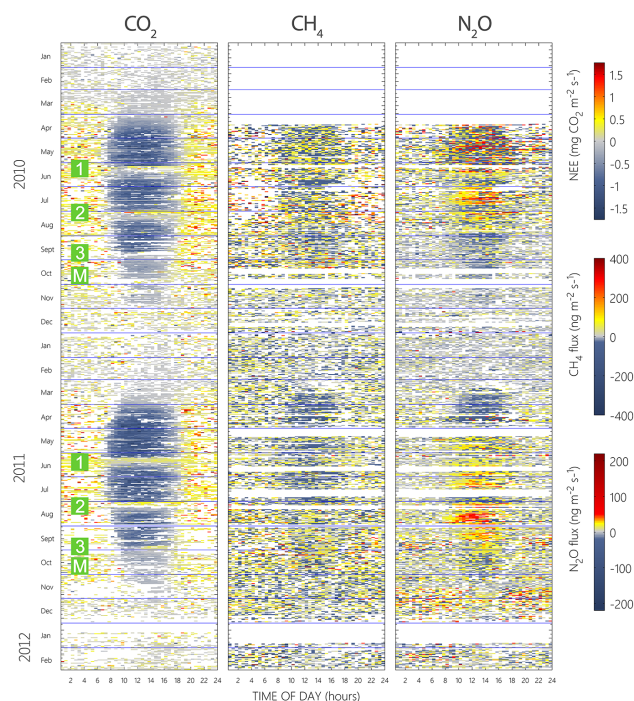 CO2 CH4 N2O
Jan
Feb
Mar
Apr
May
Jun
Jul
Aug
Sept
Oct
Nov
Dec
Jan
Feb
Mar
Apr
May
Jun
Jul
Aug
Sept
Oct
Nov
Dec
Jan
Feb
2010
2011
2012
1
2
3
M
1
2
3
M
2 4 6 8 10 12 14 16 18 20 22 24
2 4 6 8 10 12 14 16 18 20 22 24
2 4 6 8 10 12 14 16 18 20 22 24
TIME OF DAY (hours)
NEE (mg CO2 m-2 s-1)
1.5
1
0.5
0
-0.5
-1
-1.5
CH4 flux (ng m-2 s-1)
400
200
0
-200
-400
N2O flux (ng m-2 s-1)
200
100
0
-100
-200